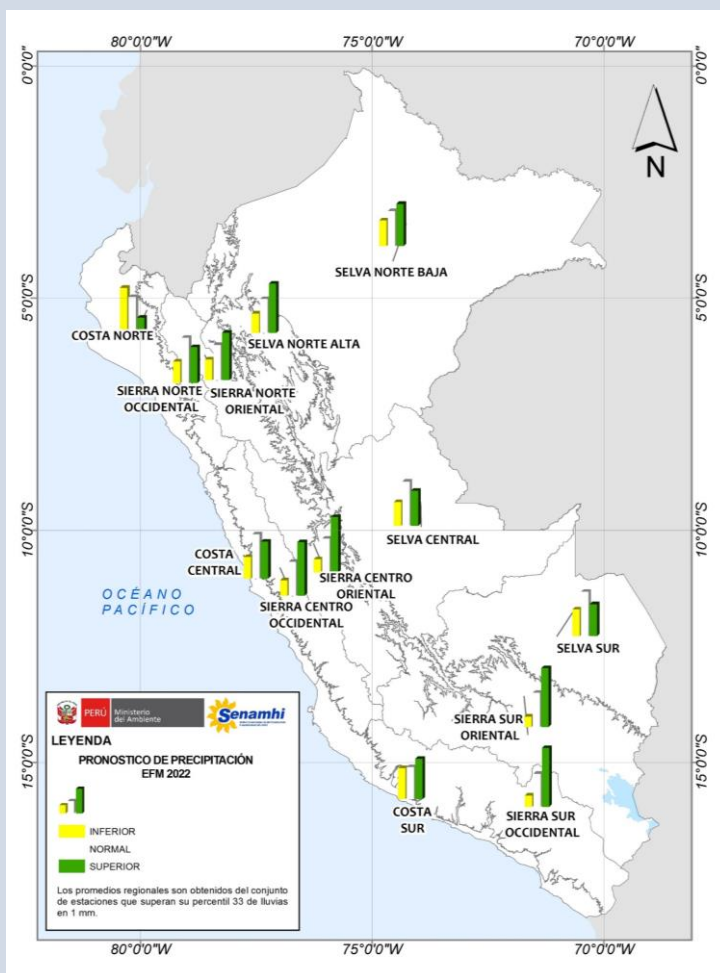 80°0'0"W
75°0'0"W
70°0'0"W
0°0'0"
0°0'0"
N
SELVA NORTE BAJA
5°0'0"S
5°0'0"S
COSTA NORTE
SELVA NORTE ALTA
SIERRA NORTE
OCCIDENTAL
SIERRA NORTE
ORIENTAL
10°0'0"S
10°0'0"S
SELVA CENTRAL
COSTA
CENTRAL
SIERRA CENTRO
ORIENTAL
SIERRA CENTRO
OCCIDENTAL
OCÉANO
PACÍFICO
SELVA SUR
SIERRA SUR
ORIENTAL
PERÚ
Ministerio
del Ambiente
Senamhi
LEYENDA
PRONOSTICO DE PRECIPITACIÓN
EFM 2022
INFERIOR
NORMAL
SUPERIOR
Los promedios regionales son obtenidos del conjunto
de estaciones que superan su percentil 33 de lluvias
en 1 mm.
15°0'0"S
15°0'0"S
COSTA
SUR
SIERRA SUR
OCCIDENTAL
80°0'0"W
75°0'0"W
70°0'0"W